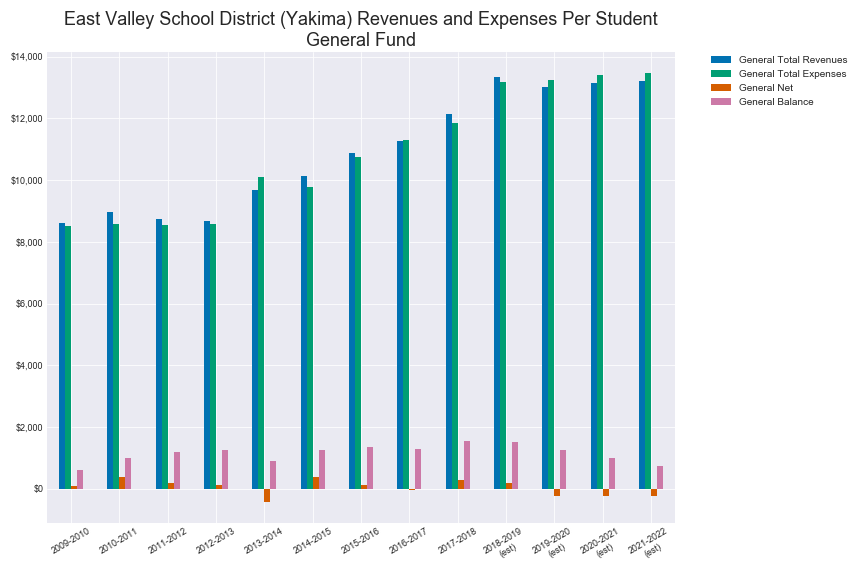 East Valley School District (Yakima) Revenues and Expenses Per Student
General Fund
General Total Revenues
General Total Expenses
General Net
General Balance
$14,000
$12,000
$10,000
$8,000
$6,000
$4,000
$2,000
$0
2009-2010
2010-2011
2011-2012
2012-2013
2013-2014
2014-2015
2015-2016
2016-2017
2017-2018
2018-2019
(est)
2019-2020
(est)
2020-2021
(est)
2021-2022
(est)